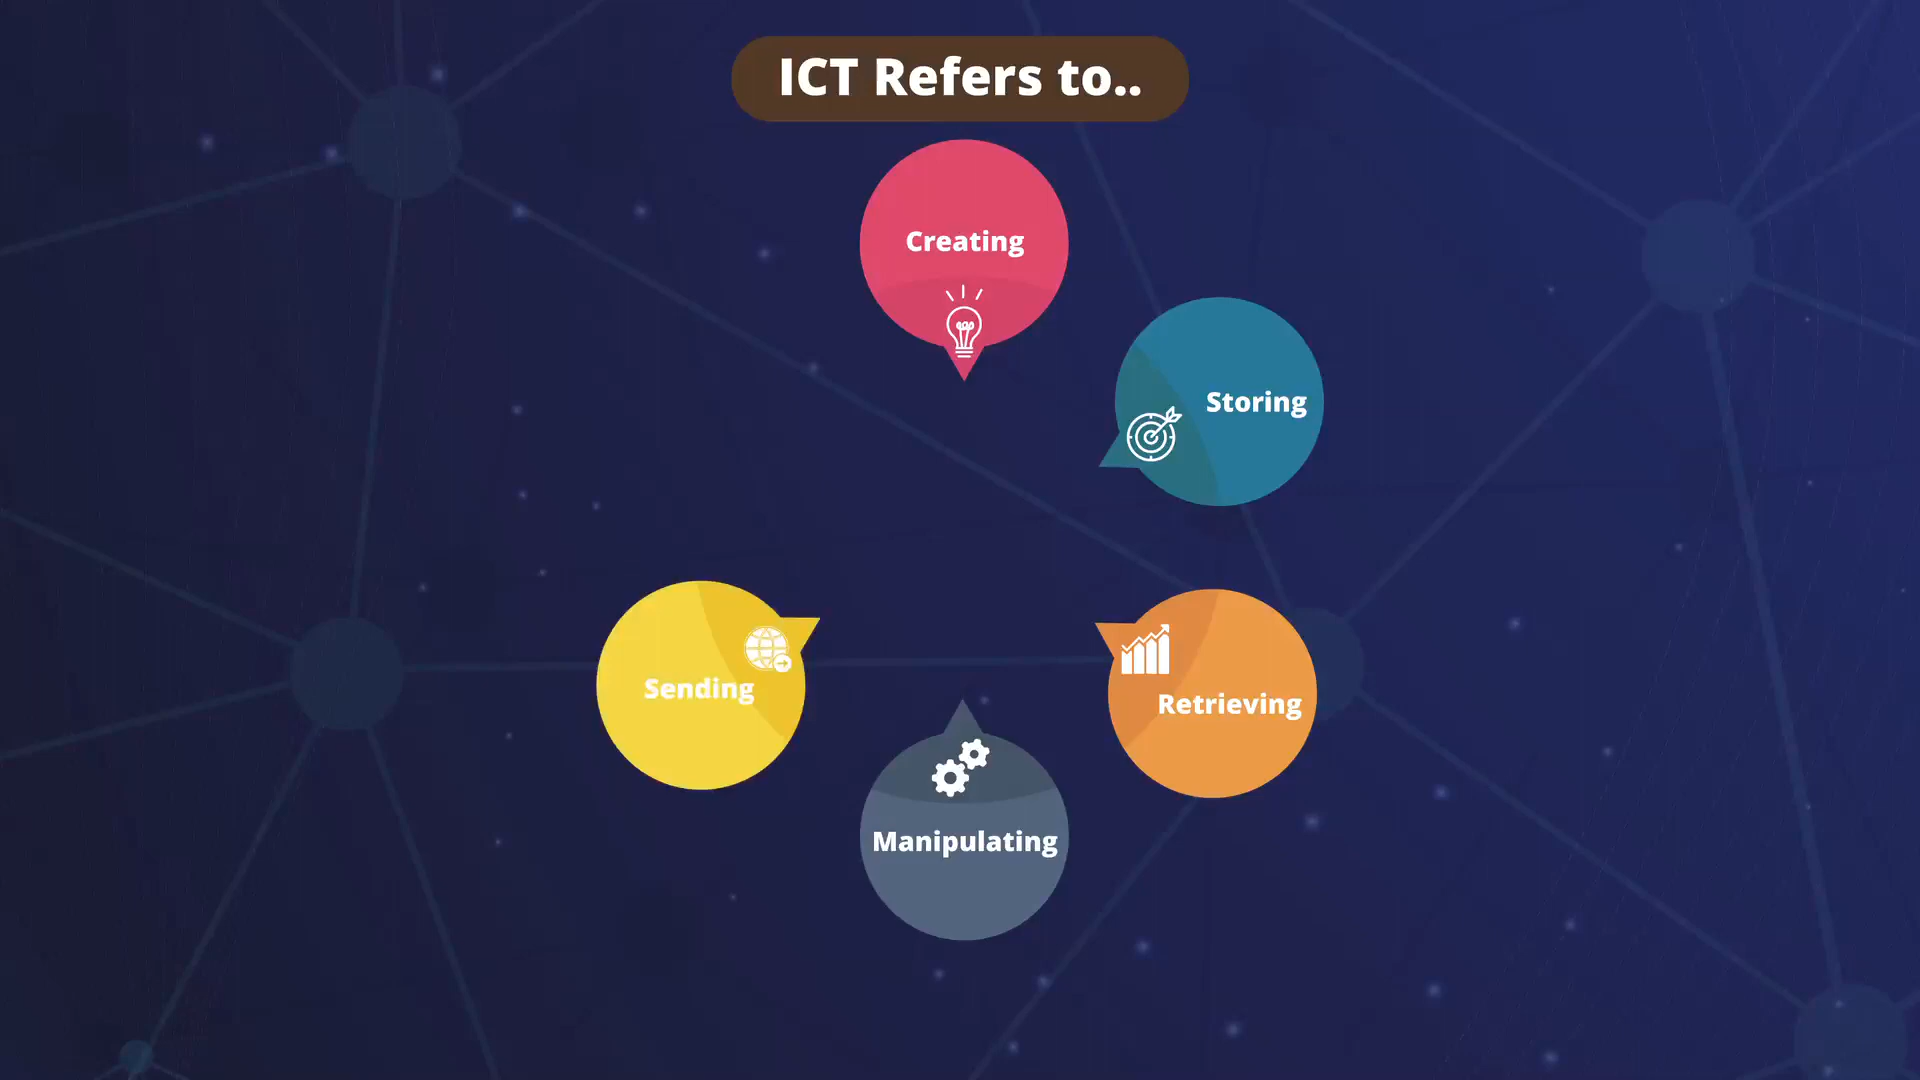 ICT Refers to..
Creating
Storing
Retrieving
Manipulating
Sending